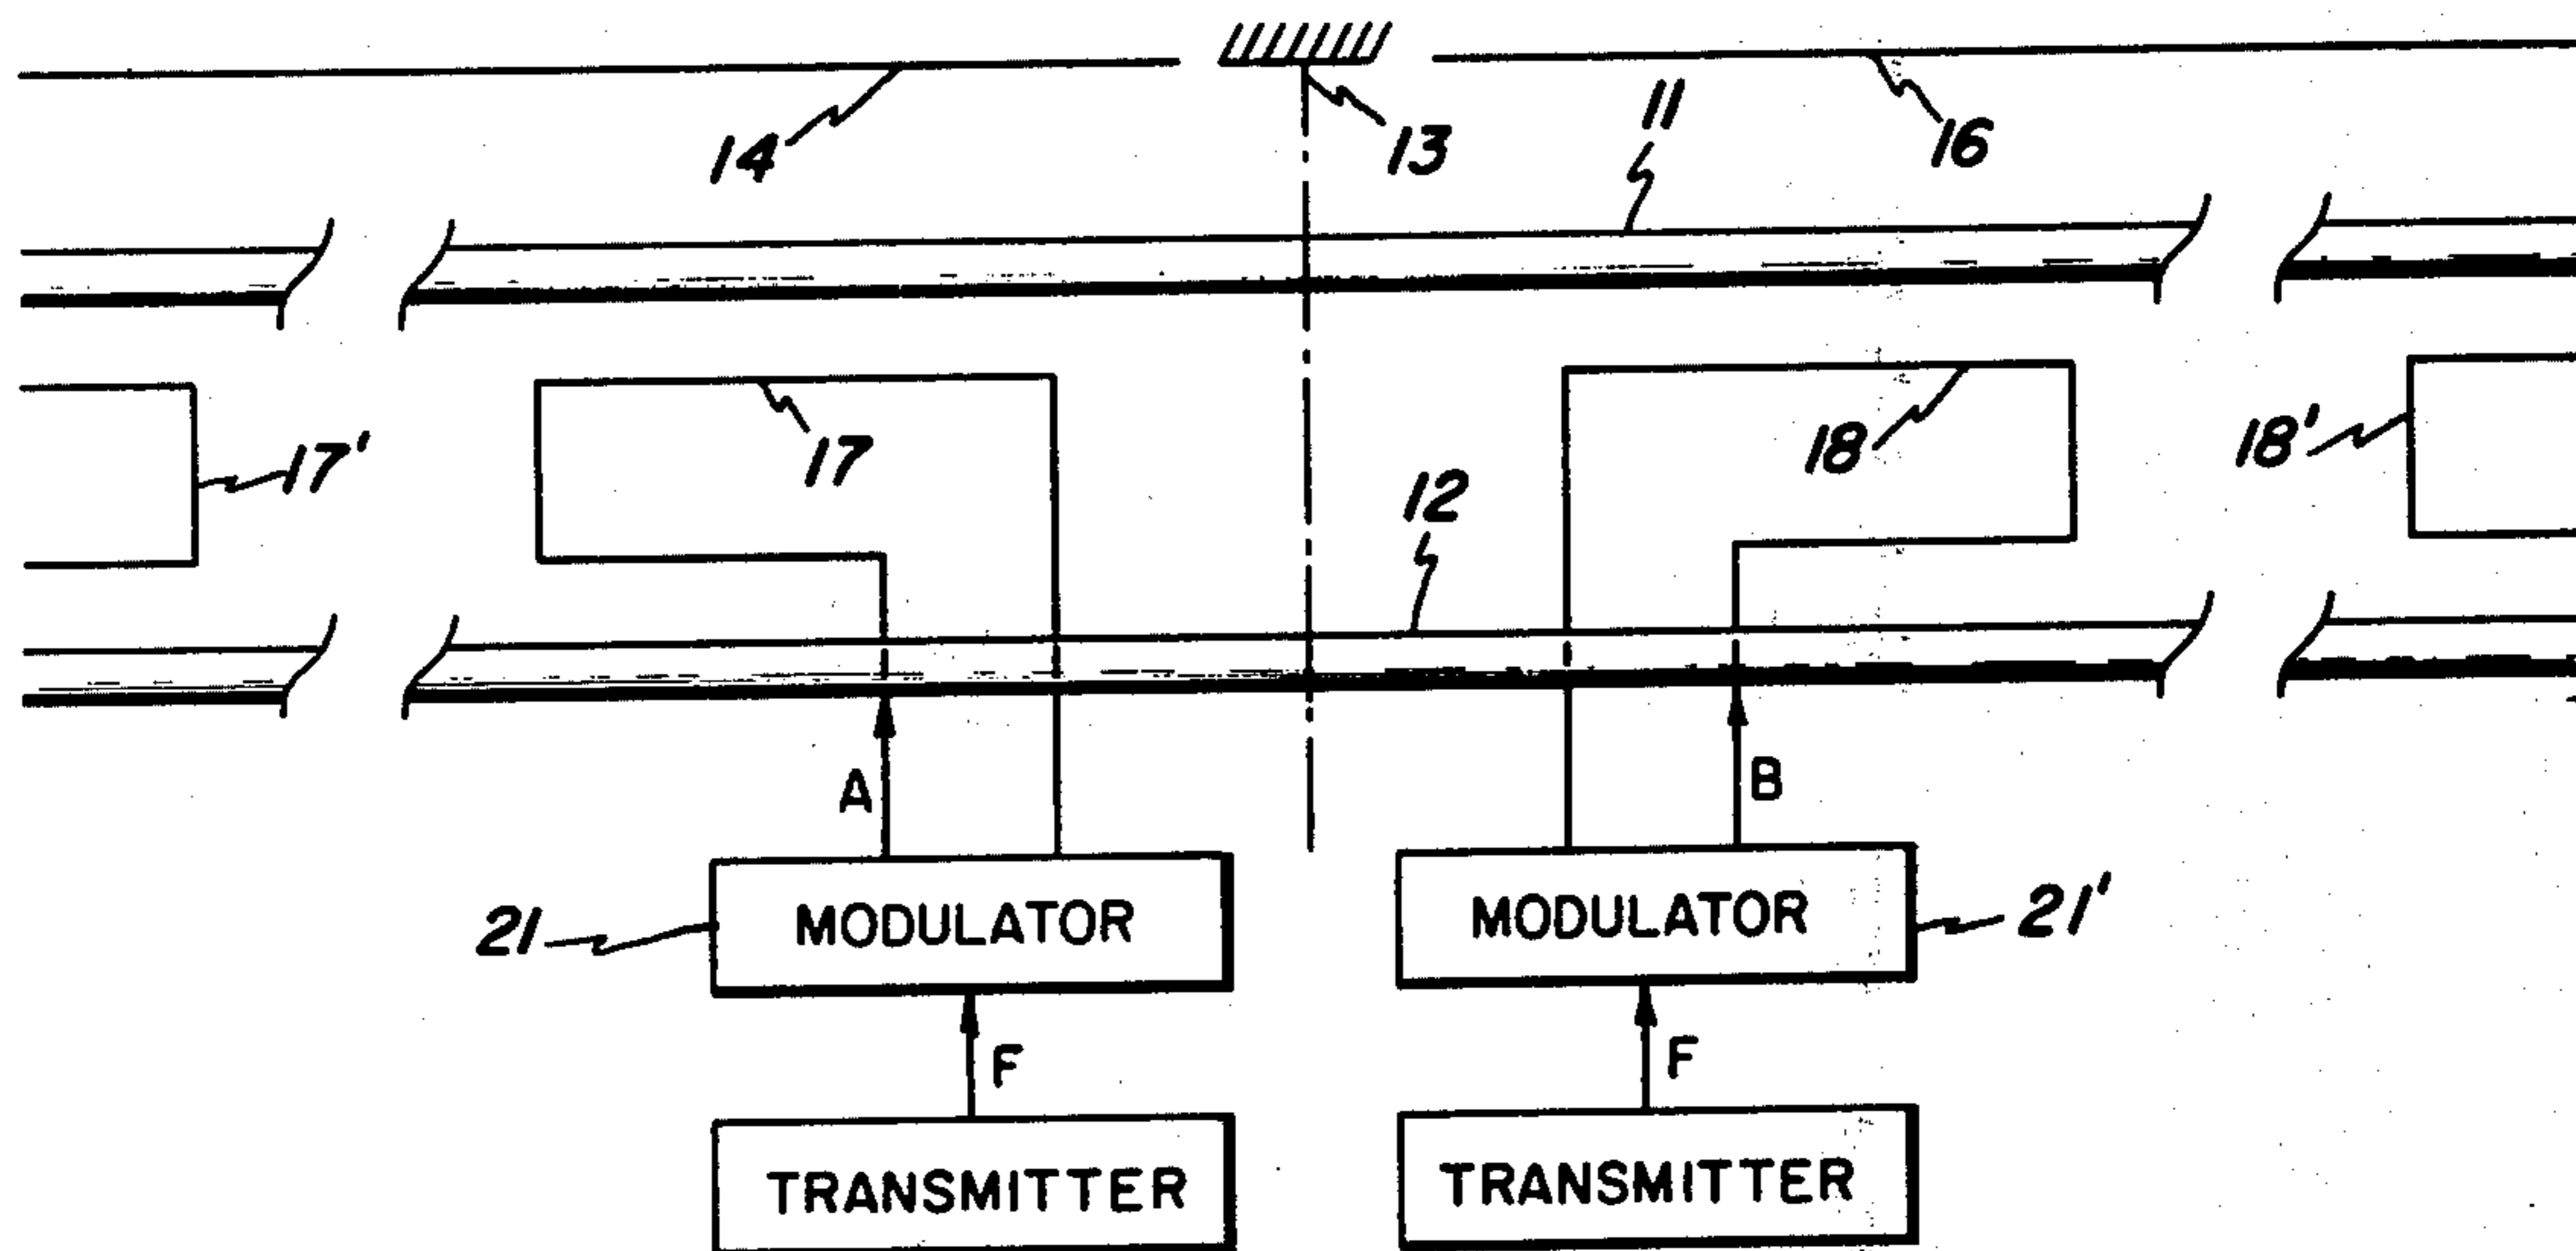 11
14
13
16
17'
17
18
18'
12
A
B
21
MODULATOR
MODULATOR
21'
F
F
TRANSMITTER
TRANSMITTER